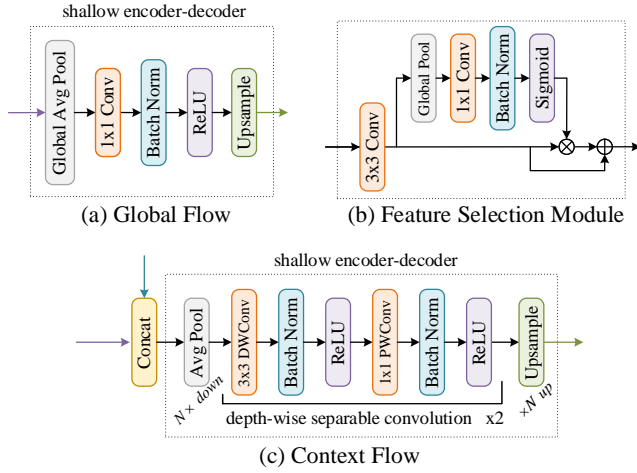 shallow encoder-decoder
Global Avg Pool
1x1 Conv
Batch Norm
ReLU
Upsample
(a) Global Flow
3x3 Conv
Global Pool
1x1 Conv
Batch Norm
Sigmoid
(b) Feature Selection Module
shallow encoder-decoder
Concat
Avg Pool
3x3 DWConv
Batch Norm
ReLU
1x1 PWConv
Batch Norm
ReLU
Upsample
N× down
×N up
depth-wise separable convolution x2
(c) Context Flow